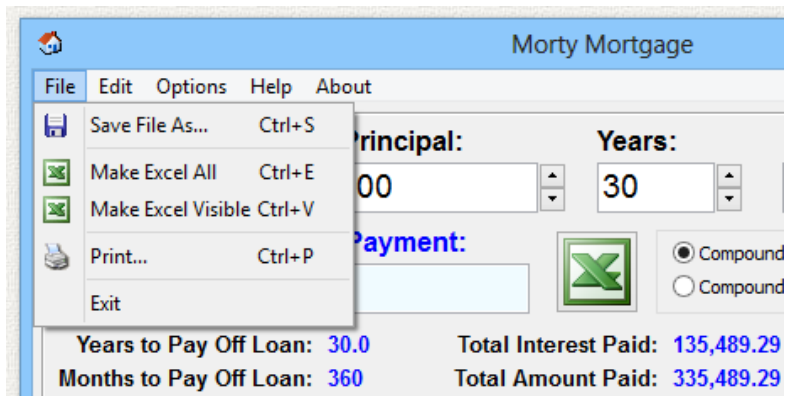 Morty Mortgage
File Edit Options Help About
Save File As... Ctrl+S
Make Excel All Ctrl+E
Make Excel Visible Ctrl+V
Print... Ctrl+P
Exit
Principal: Years:
00 30
Payment:
Compound
Compound
Years to Pay Off Loan: 30.0 Total Interest Paid: 135,489.29
Months to Pay Off Loan: 360 Total Amount Paid: 335,489.29